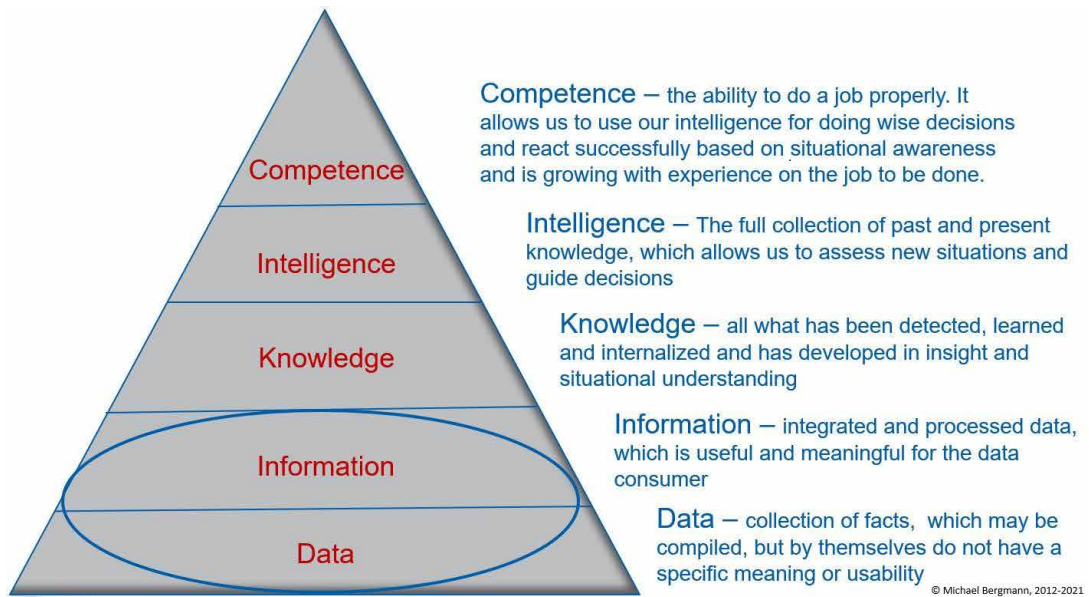 Competence
Intelligence
Knowledge
Information
Data
Competence – the ability to do a job properly. It
allows us to use our intelligence for doing wise decisions
and react successfully based on situational awareness
and is growing with experience on the job to be done.
Intelligence – The full collection of past and present
knowledge, which allows us to assess new situations and
guide decisions
Knowledge – all what has been detected, learned
and internalized and has developed in insight and
situational understanding
Information – integrated and processed data,
which is useful and meaningful for the data
consumer
Data – collection of facts, which may be
compiled, but by themselves do not have a
specific meaning or usability
© Michael Bergmann, 2012-2021